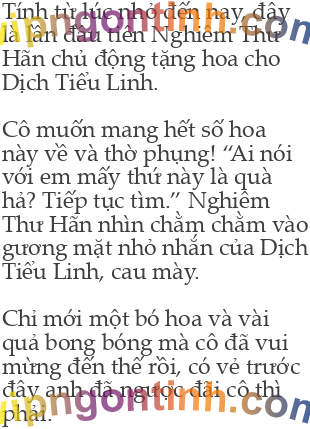 Tính từ lúc nhỏ đến nay, đây
là lần đầu tiên Nghiêm Thư
Hãn chủ động tặng hoa cho
Dịch Tiểu Linh.
Cô muốn mang hết số hoa
này về và thờ phụng! “Ai nói
với em mấy thứ này là quà
hả? Tiếp tục tìm.” Nghiêm
Thư Hãn nhìn chằm chằm vào
gương mặt nhỏ nhắn của Dịch
Tiểu Linh, cau mày.
Chỉ mới một bó hoa và vài
quả bong bóng mà cô đã vui
mừng đến thế rồi, có vẻ trước
đây anh đã ngược đãi cô thì
phải.
upngontinh.com
upngontinh.com